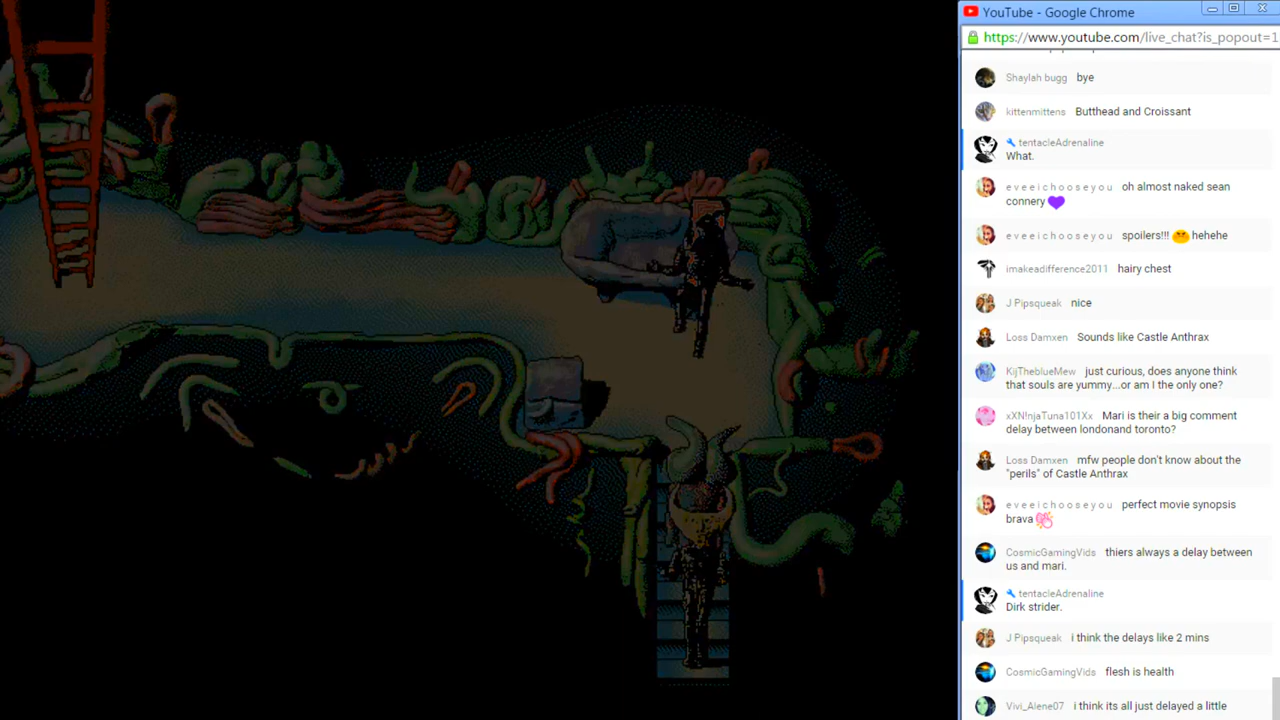 YouTube - Google Chrome
https://www.youtube.com/live_chat?is_popout=1
Shaylah bugg bye
kittenmittens Butthead and Croissant
tentacleAdrenaline
What.
e v e e i c h o o s e y o u oh almost naked sean
connery
e v e e i c h o o s e y o u spoilers!!! hehehe
imakeadifference2011 hairy chest
J Pipsqueak nice
Loss Damxen Sounds like Castle Anthrax
KijTheblueMew just curious, does anyone think
that souls are yummy...or am I the only one?
xXN!njaTuna101Xx Mari is their a big comment
delay between londonand toronto?
Loss Damxen mfw people don't know about the
"perils" of Castle Anthrax
e v e e i c h o o s e y o u perfect movie synopsis
brava
CosmicGamingVids thiers always a delay between
us and mari.
tentacleAdrenaline
Dirk strider.
J Pipsqueak i think the delays like 2 mins
CosmicGamingVids flesh is health
Vivi_Alene07 i think its all just delayed a little